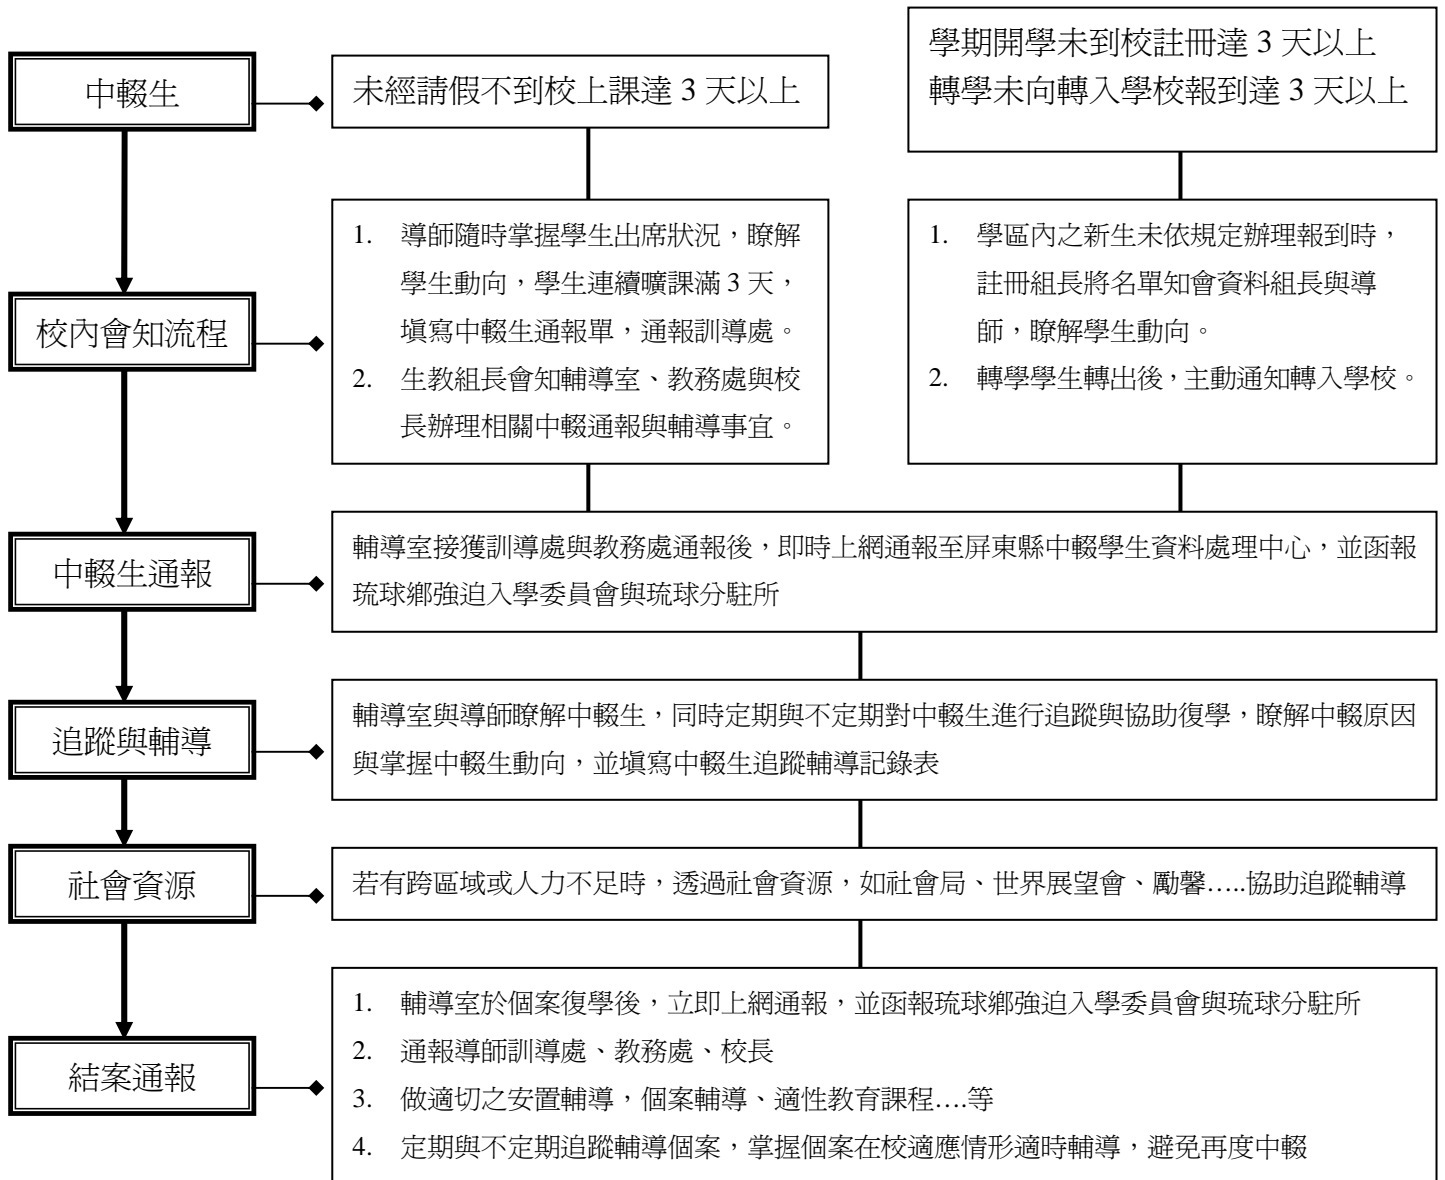 中輟生
未經請假不到校上課達 3 天以上
學期開學未到校註冊達 3 天以上
轉學未向轉入學校報到達 3 天以上
校內會知流程
1. 導師隨時掌握學生出席狀況，瞭解
學生動向，學生連續曠課滿 3 天，
填寫中輟生通報單，通報訓導處。
2. 生教組長會知輔導室、教務處與校
長辦理相關中輟通報與輔導事宜。
1. 學區內之新生未依規定辦理報到時，
註冊組長將名單知會資料組長與導
師，瞭解學生動向。
2. 轉學學生轉出後，主動通知轉入學校。
中輟生通報
輔導室接獲訓導處與教務處通報後，即時上網通報至屏東縣中輟學生資料處理中心，並函報
琉球鄉強迫入學委員會與琉球分駐所
追蹤與輔導
輔導室與導師瞭解中輟生，同時定期與不定期對中輟生進行追蹤與協助復學，瞭解中輟原因
與掌握中輟生動向，並填寫中輟生追蹤輔導記錄表
社會資源
若有跨區域或人力不足時，透過社會資源，如社會局、世界展望會、勵馨…..協助追蹤輔導
結案通報
1. 輔導室於個案復學後，立即上網通報，並函報琉球鄉強迫入學委員會與琉球分駐所
2. 通報導師訓導處、教務處、校長
3. 做適切之安置輔導，個案輔導、適性教育課程….等
4. 定期與不定期追蹤輔導個案，掌握個案在校適應情形適時輔導，避免再度中輟